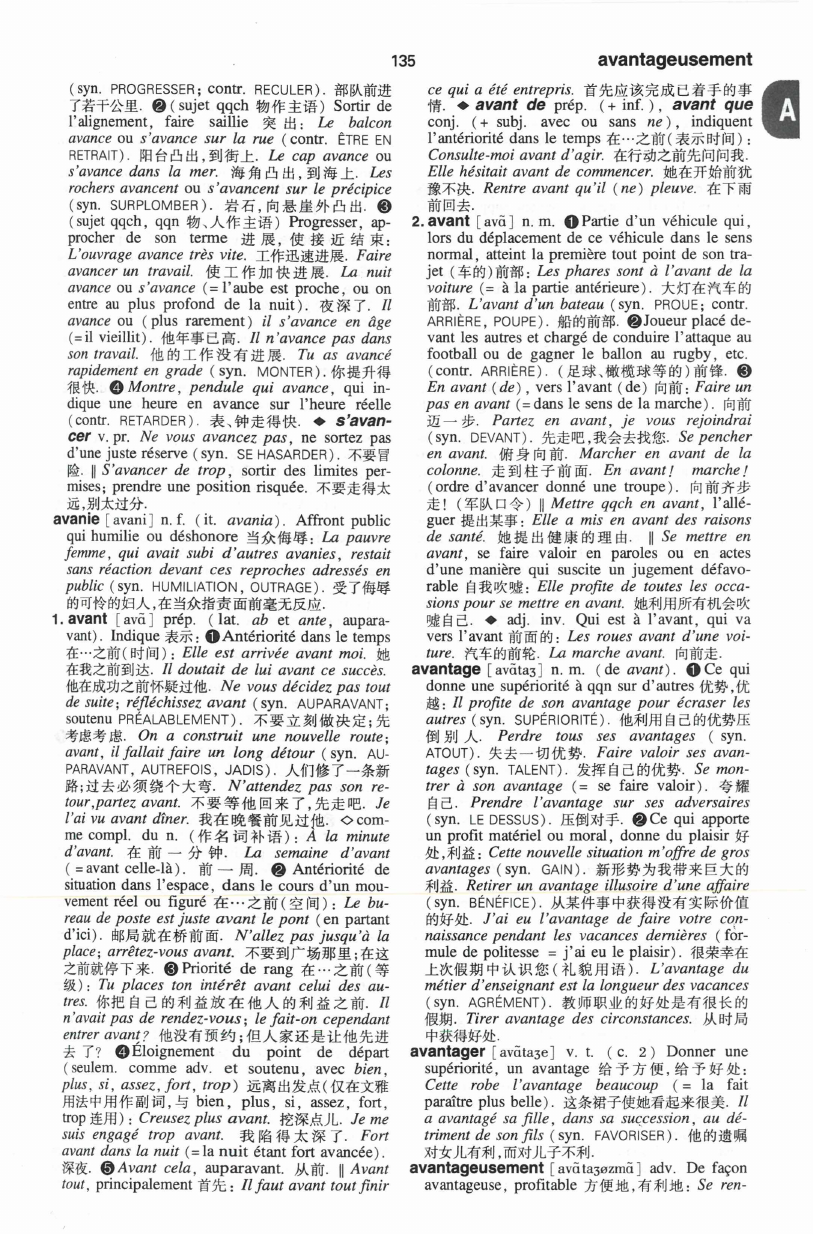 135
avantageusement
A
(syn. PROGRESSER; contr. RECULER). 部队前进
了若干公里. ❷(sujet qqch 物作主语) Sortir de
l'alignement, faire saillie 突出: Le balcon
avance ou s'avance sur la rue (contr. ÊTRE EN
RETRAIT). 阳台凸出,到街上. Le cap avance ou
s'avance dans la mer. 海角凸出,到海上. Les
rochers avancent ou s'avancent sur le précipice
(syn. SURPLOMBER). 岩石,向悬崖外凸出. ❸
(sujet qqch, qqn 物、人作主语) Progresser, ap-
procher de son terme 进展, 使接近结束:
L'ouvrage avance très vite. 工作迅速进展. Faire
avancer un travail. 使工作加快进展. La nuit
avance ou s'avance (=l'aube est proche, ou on
entre au plus profond de la nuit). 夜深了. Il
avance ou (plus rarement) il s'avance en âge
(=il vieillit). 他年事已高. Il n'avance pas dans
son travail. 他的工作没有进展. Tu as avancé
rapidement en grade (syn. MONTER). 你提升得
很快. ❹ Montre, pendule qui avance, qui in-
dique une heure en avance sur l'heure réelle
(contr. RETARDER). 表、钟走得快. ◆ s'avan-
cer v. pr. Ne vous avancez pas, ne sortez pas
d'une juste réserve (syn. SE HASARDER). 不要冒
险. ‖ S'avancer de trop, sortir des limites per-
mises; prendre une position risquée. 不要走得太
远,别太过分.
avanie [avani] n. f. (it. avania). Affront public
qui humilie ou déshonore 当众侮辱: La pauvre
femme, qui avait subi d'autres avanies, restait
sans réaction devant ces reproches adressés en
public (syn. HUMILIATION, OUTRAGE). 受了侮辱
的可怜的妇人,在当众指责面前毫无反应.
1. avant [avɑ̃] prép. (lat. ab et ante, aupara-
vant). Indique 表示: ❶Antériorité dans le temps
在…之前(时间): Elle est arrivée avant moi. 她
在我之前到达. Il doutait de lui avant ce succès.
他在成功之前怀疑过他. Ne vous décidez pas tout
de suite; réfléchissez avant (syn. AUPARAVANT;
soutenu PRÉALABLEMENT). 不要立刻做决定;先
考虑考虑. On a construit une nouvelle route;
avant, il fallait faire un long détour (syn. AU-
PARAVANT, AUTREFOIS, JADIS). 人们修了一条新
路;过去必须绕个大弯. N'attendez pas son re-
tour,partez avant. 不要等他回来了,先走吧. Je
l'ai vu avant dîner. 我在晚餐前见过他. ◇com-
me compl. du n. (作名词补语): A la minute
d'avant. 在前一分钟. La semaine d'avant
(=avant celle-là). 前一周. ❷ Antériorité de
situation dans l'espace, dans le cours d'un mou-
vement réel ou figuré 在…之前(空间): Le bu-
reau de poste est juste avant le pont (en partant
d'ici). 邮局就在桥前面. N'allez pas jusqu'à la
place; arrêtez-vous avant. 不要到广场那里;在这
之前就停下来. ❸Priorité de rang 在…之前(等
级): Tu places ton intérêt avant celui des au-
tres. 你把自己的利益放在他人的利益之前. Il
n'avait pas de rendez-vous; le fait-on cependant
entrer avant? 他没有预约;但人家还是让他先进
去了? ❹Éloignement du point de départ
(seulem. comme adv. et soutenu, avec bien,
plus, si, assez, fort, trop) 远离出发点(仅在文雅
用法中用作副词,与 bien, plus, si, assez, fort,
trop 连用): Creusez plus avant. 挖深点儿. Je me
suis engagé trop avant. 我陷得太深了. Fort
avant dans la nuit (=la nuit étant fort avancée).
深夜. ❺Avant cela, auparavant. 从前. ‖ Avant
tout, principalement 首先: Il faut avant tout finir
ce qui a été entrepris. 首先应该完成已着手的事
情. ◆ avant de prép. (+ inf.), avant que
conj. (+ subj. avec ou sans ne), indiquent
l'antériorité dans le temps 在…之前(表示时间):
Consulte-moi avant d'agir. 在行动之前先问问我.
Elle hésitait avant de commencer. 她在开始前犹
豫不决. Rentre avant qu'il (ne) pleuve. 在下雨
前回去.
2. avant [avɑ̃] n. m. ❶Partie d'un véhicule qui,
lors du déplacement de ce véhicule dans le sens
normal, atteint la première tout point de son tra-
jet (车的)前部: Les phares sont à l'avant de la
voiture (= à la partie antérieure). 大灯在汽车的
前部. L'avant d'un bateau (syn. PROUE; contr.
ARRIÈRE, POUPE). 船的前部. ❷Joueur placé de-
vant les autres et chargé de conduire l'attaque au
football ou de gagner le ballon au rugby, etc.
(contr. ARRIÈRE). (足球、橄榄球等的)前锋. ❸
En avant (de), vers l'avant (de) 向前: Faire un
pas en avant (=dans le sens de la marche). 向前
迈一步. Partez en avant, je vous rejoindrai
(syn. DEVANT). 先走吧,我会去找您. Se pencher
en avant. 俯身向前. Marcher en avant de la
colonne. 走到柱子前面. En avant! marche!
(ordre d'avancer donné une troupe). 向前齐步
走! (军队口令) ‖ Mettre qqch en avant, l'allé-
guer 提出某事: Elle a mis en avant des raisons
de santé. 她提出健康的理由. ‖ Se mettre en
avant, se faire valoir en paroles ou en actes
d'une manière qui suscite un jugement défavo-
rable 自我吹嘘: Elle profite de toutes les occa-
sions pour se mettre en avant. 她利用所有机会吹
嘘自己. ◆ adj. inv. Qui est à l'avant, qui va
vers l'avant 前面的: Les roues avant d'une voi-
ture. 汽车的前轮. La marche avant. 向前走.
avantage [avɑ̃taʒ] n. m. (de avant). ❶Ce qui
donne une supériorité à qqn sur d'autres 优势,优
越: Il profite de son avantage pour écraser les
autres (syn. SUPÉRIORITÉ). 他利用自己的优势压
倒别人. Perdre tous ses avantages (syn.
ATOUT). 失去一切优势. Faire valoir ses avan-
tages (syn. TALENT). 发挥自己的优势. Se mon-
trer à son avantage (= se faire valoir). 夸耀
自己. Prendre l'avantage sur ses adversaires
(syn. LE DESSUS). 压倒对手. ❷Ce qui apporte
un profit matériel ou moral, donne du plaisir 好
处,利益: Cette nouvelle situation m'offre de gros
avantages (syn. GAIN). 新形势为我带来巨大的
利益. Retirer un avantage illusoire d'une affaire
(syn. BÉNÉFICE). 从某件事中获得没有实际价值
的好处. J'ai eu l'avantage de faire votre con-
naissance pendant les vacances dernières (for-
mule de politesse = j'ai eu le plaisir). 很荣幸在
上次假期中认识您(礼貌用语). L'avantage du
métier d'enseignant est la longueur des vacances
(syn. AGRÉMENT). 教师职业的好处是有很长的
假期. Tirer avantage des circonstances. 从时局
中获得好处.
avantager [avɑ̃taʒe] v. t. (c. 2) Donner une
supériorité, un avantage 给予方便,给予好处:
Cette robe l'avantage beaucoup (= la fait
paraître plus belle). 这条裙子使她看起来很美. Il
a avantagé sa fille, dans sa succession, au dé-
triment de son fils (syn. FAVORISER). 他的遗嘱
对女儿有利,而对儿子不利.
avantageusement [avɑ̃taʒøzmɑ̃] adv. De façon
avantageuse, profitable 方便地,有利地: Se ren-